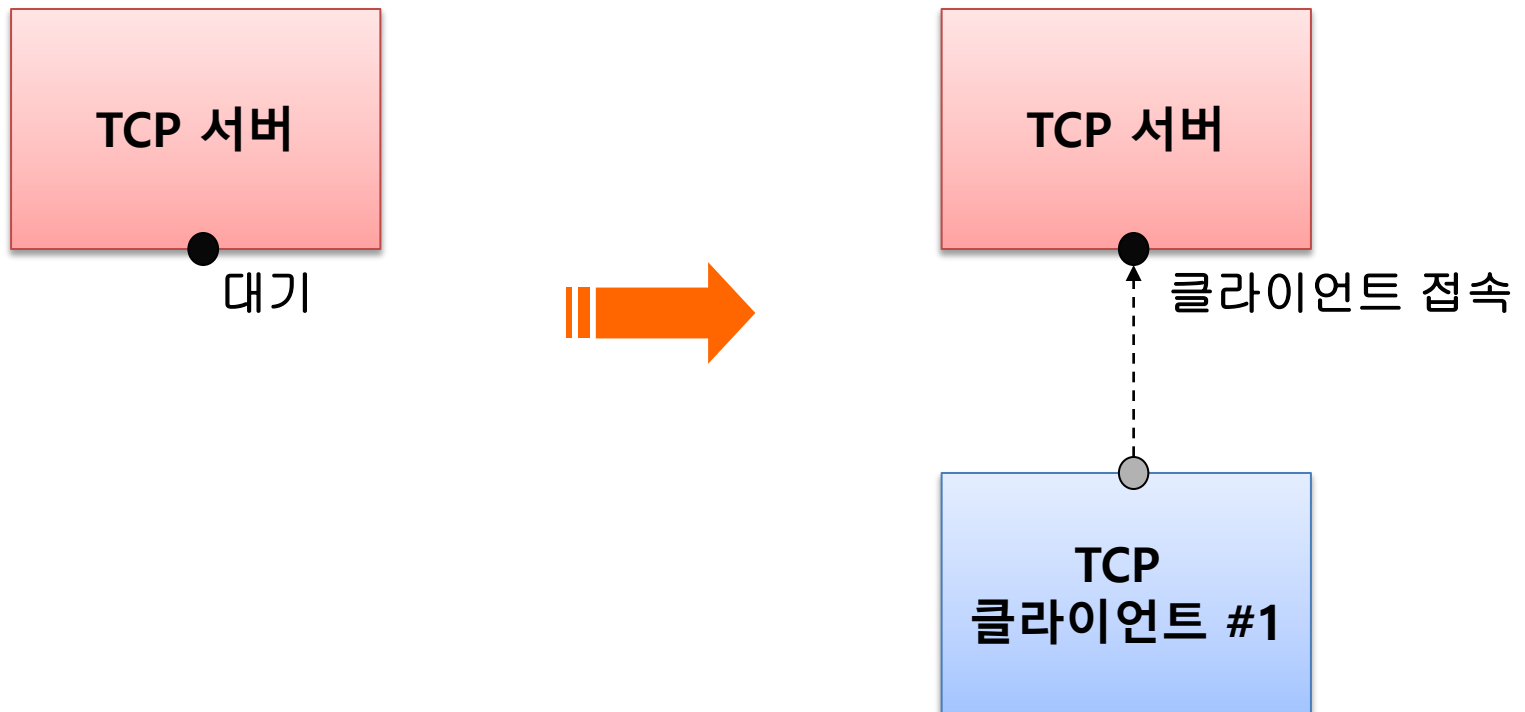 TCP 서버
대기
TCP 서버
클라이언트 접속
TCP
클라이언트 #1